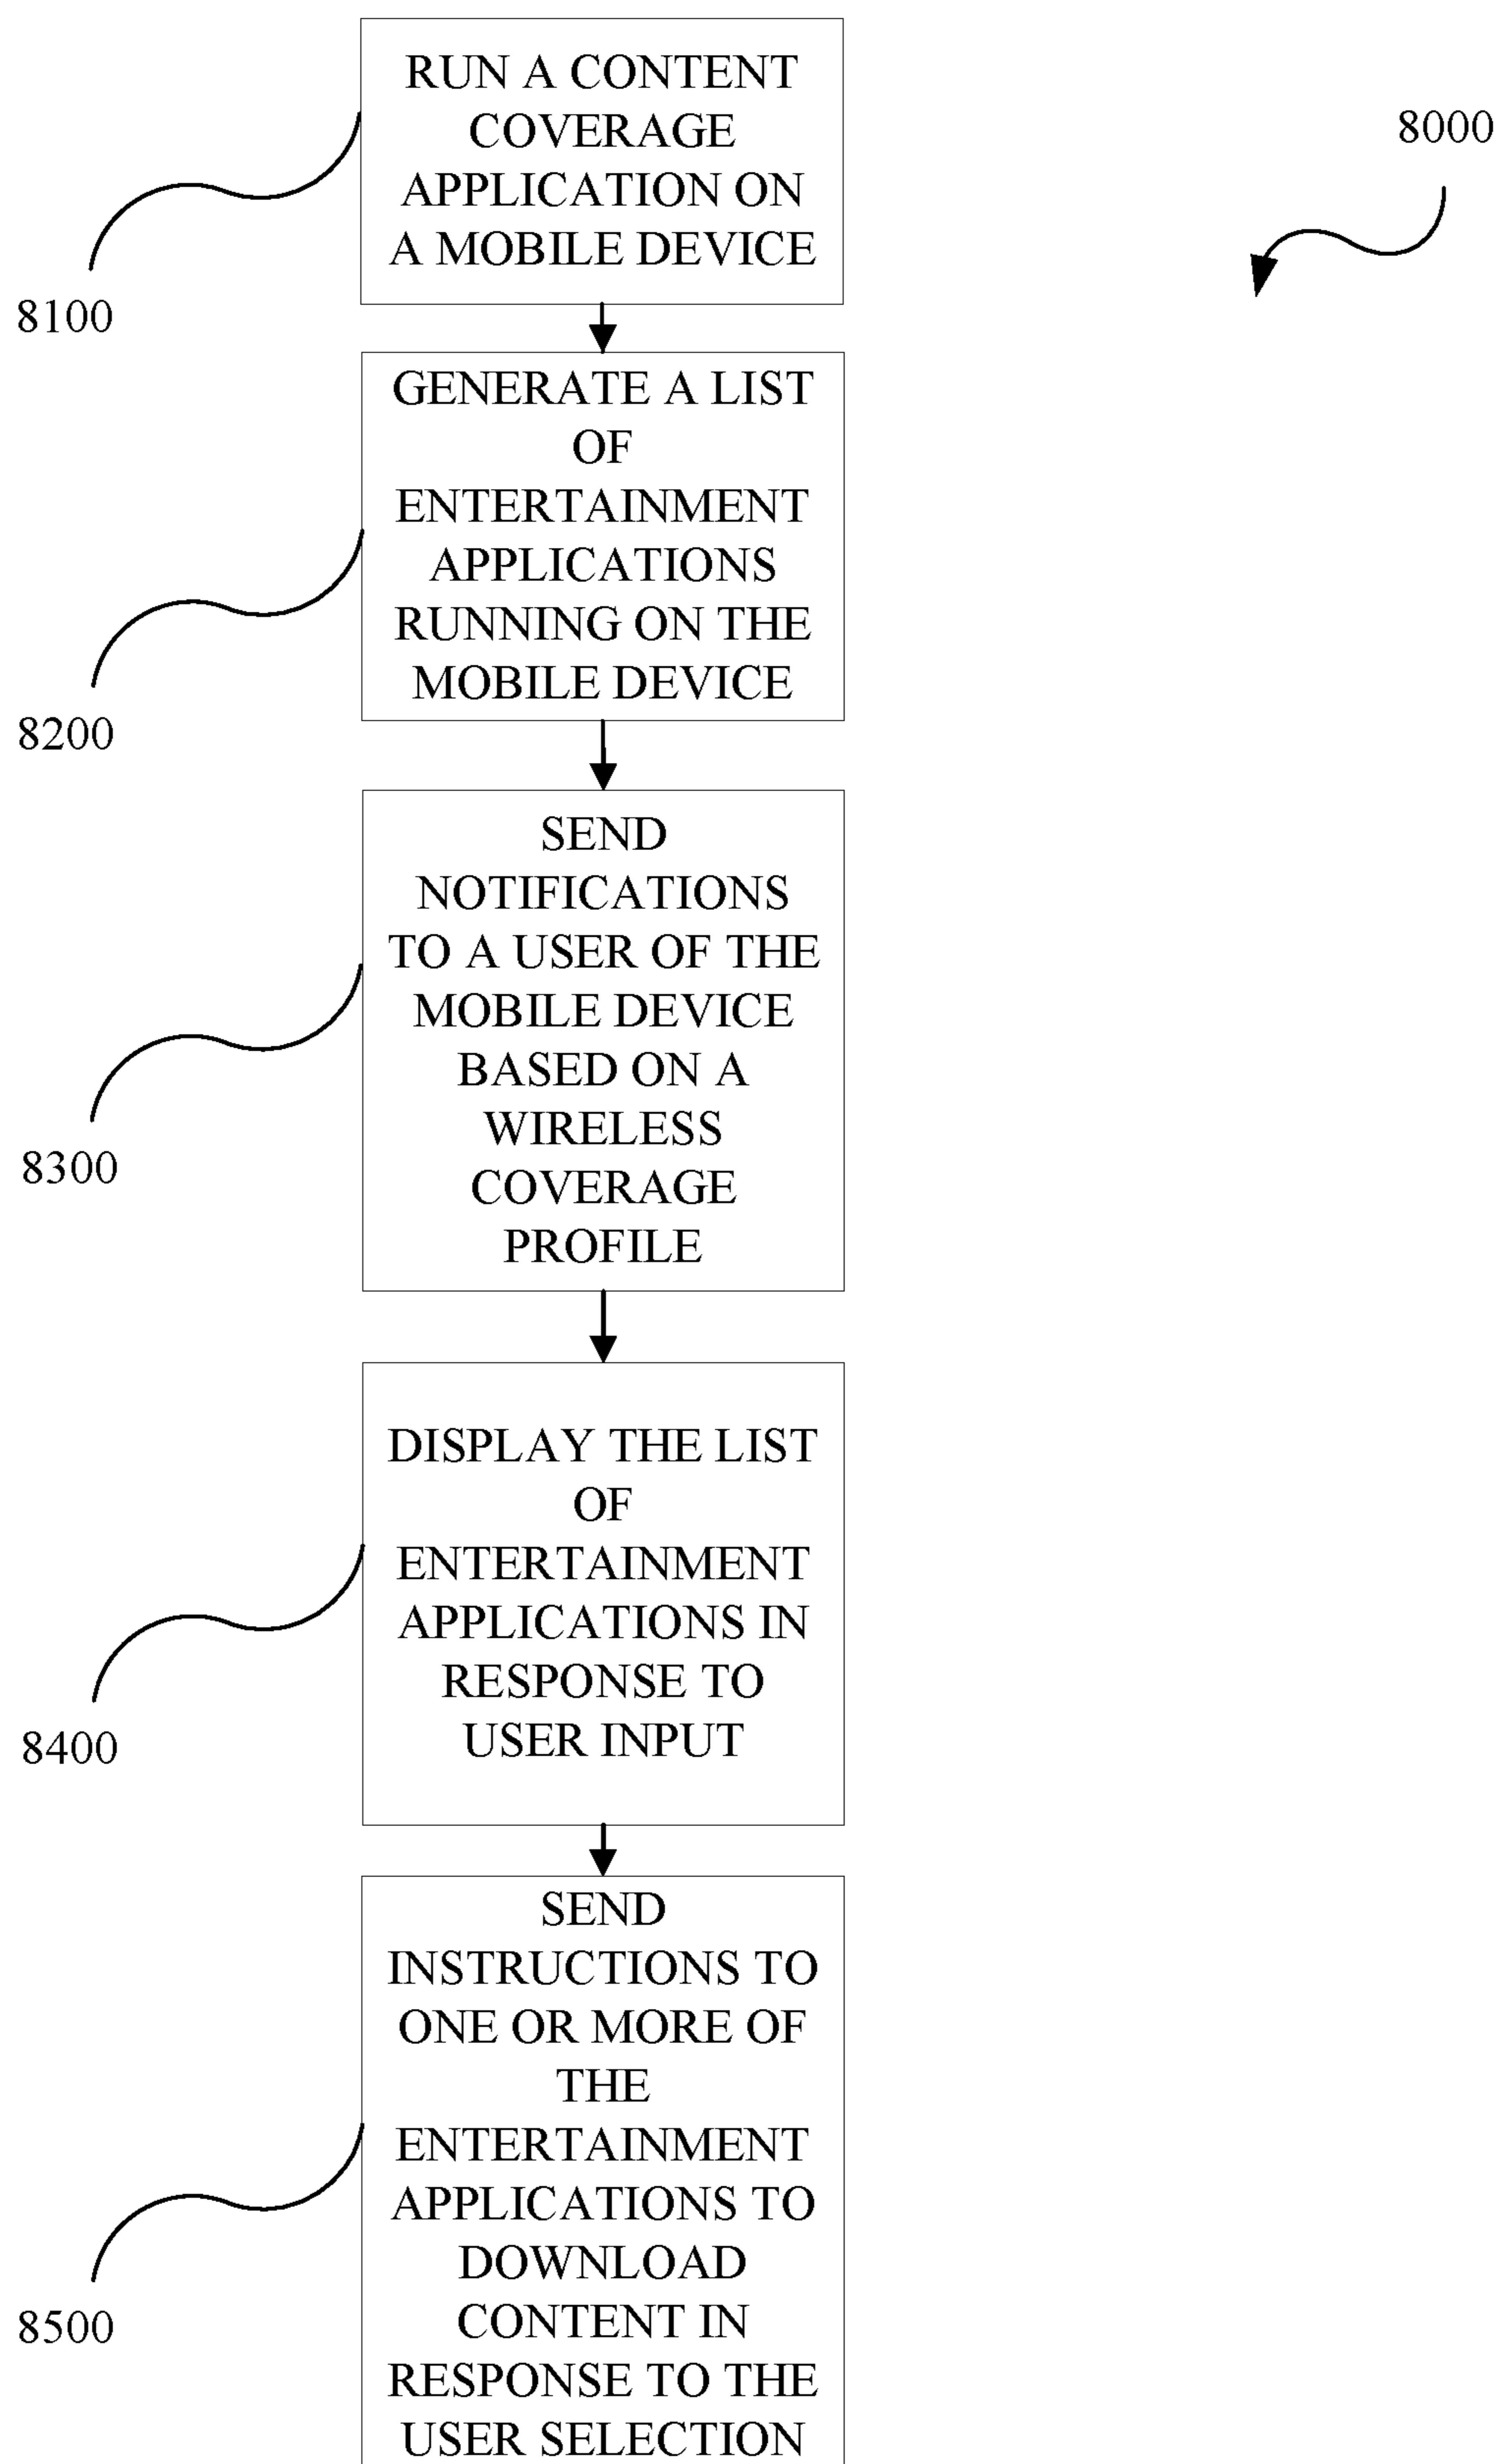 RUN A CONTENT
COVERAGE
APPLICATION ON
A MOBILE DEVICE
8000
8100
GENERATE A LIST
OF
ENTERTAINMENT
APPLICATIONS
RUNNING ON THE
MOBILE DEVICE
8200
SEND
NOTIFICATIONS
TO A USER OF THE
MOBILE DEVICE
BASED ON A
WIRELESS
COVERAGE
PROFILE
8300
DISPLAY THE LIST
OF
ENTERTAINMENT
APPLICATIONS IN
RESPONSE TO
USER INPUT
8400
SEND
INSTRUCTIONS TO
ONE OR MORE OF
THE
ENTERTAINMENT
APPLICATIONS TO
DOWNLOAD
CONTENT IN
RESPONSE TO THE
USER SELECTION
8500